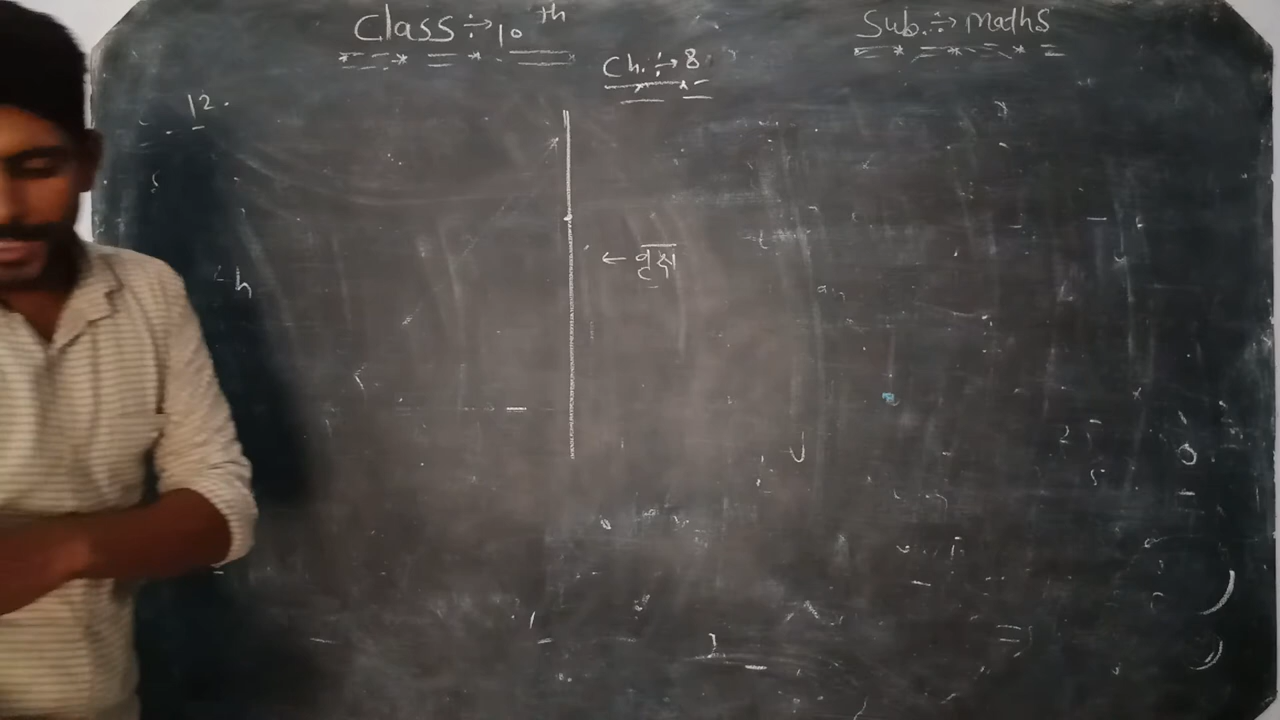 Class ÷→ 10th
Sub. ÷→ Maths
Ch. ÷→ 8
12.
← वृक्ष
h